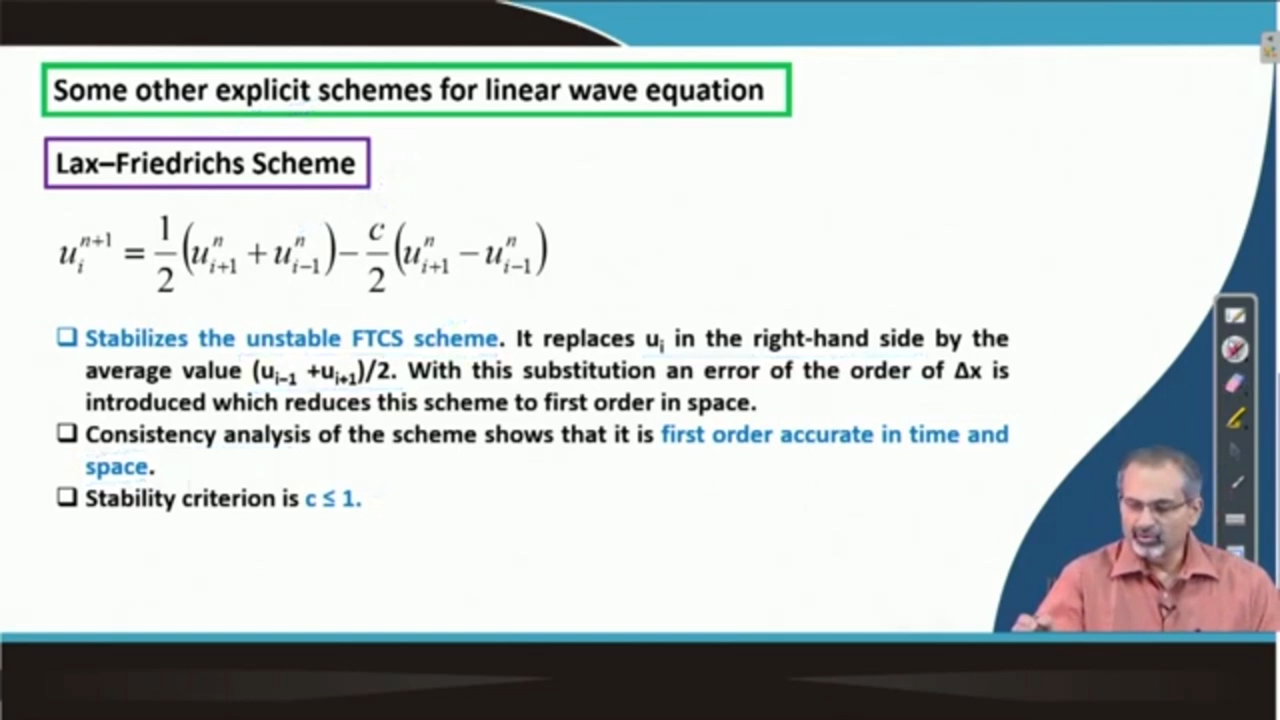 Some other explicit schemes for linear wave equation
Lax–Friedrichs Scheme
u_i^{n+1} = \frac{1}{2}(u_{i+1}^n + u_{i-1}^n) - \frac{c}{2}(u_{i+1}^n - u_{i-1}^n)
❑ Stabilizes the unstable FTCS scheme. It replaces u_i in the right-hand side by the
average value (u_{i–1} +u_{i+1})/2. With this substitution an error of the order of Δx is
introduced which reduces this scheme to first order in space.
❑ Consistency analysis of the scheme shows that it is first order accurate in time and
space.
❑ Stability criterion is c ≤ 1.